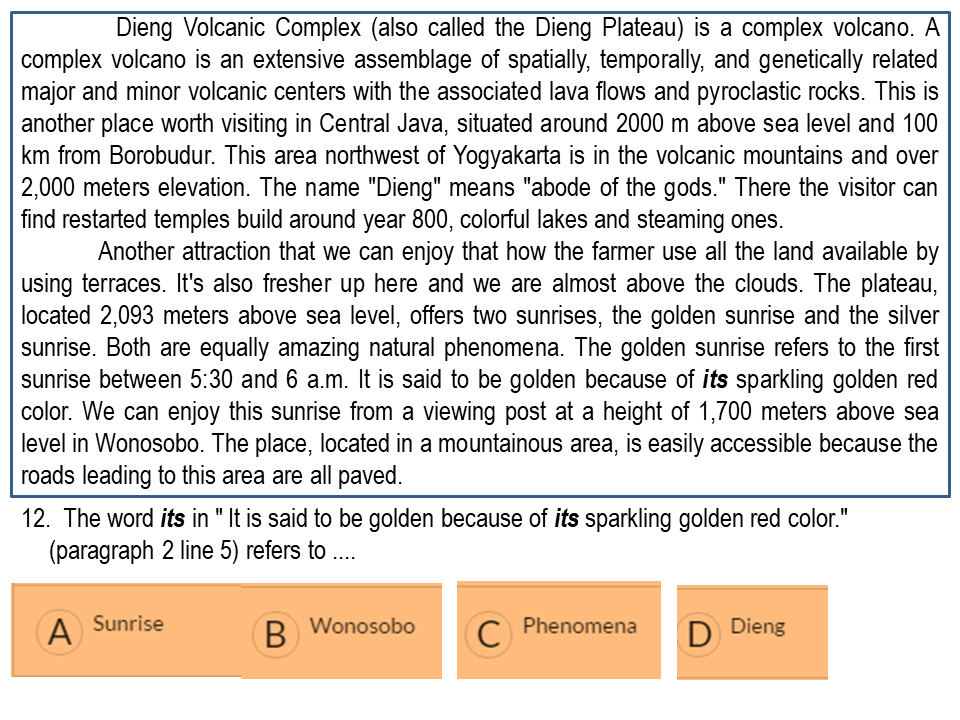 Dieng Volcanic Complex (also called the Dieng Plateau) is a complex volcano. A
complex volcano is an extensive assemblage of spatially, temporally, and genetically related
major and minor volcanic centers with the associated lava flows and pyroclastic rocks. This is
another place worth visiting in Central Java, situated around 2000 m above sea level and 100
km from Borobudur. This area northwest of Yogyakarta is in the volcanic mountains and over
2,000 meters elevation. The name "Dieng" means "abode of the gods." There the visitor can
find restarted temples build around year 800, colorful lakes and steaming ones.
Another attraction that we can enjoy that how the farmer use all the land available by
using terraces. It's also fresher up here and we are almost above the clouds. The plateau,
located 2,093 meters above sea level, offers two sunrises, the golden sunrise and the silver
sunrise. Both are equally amazing natural phenomena. The golden sunrise refers to the first
sunrise between 5:30 and 6 a.m. It is said to be golden because of its sparkling golden red
color. We can enjoy this sunrise from a viewing post at a height of 1,700 meters above sea
level in Wonosobo. The place, located in a mountainous area, is easily accessible because the
roads leading to this area are all paved.
12. The word its in " It is said to be golden because of its sparkling golden red color."
(paragraph 2 line 5) refers to ....
A Sunrise
B Wonosobo
C Phenomena
D Dieng